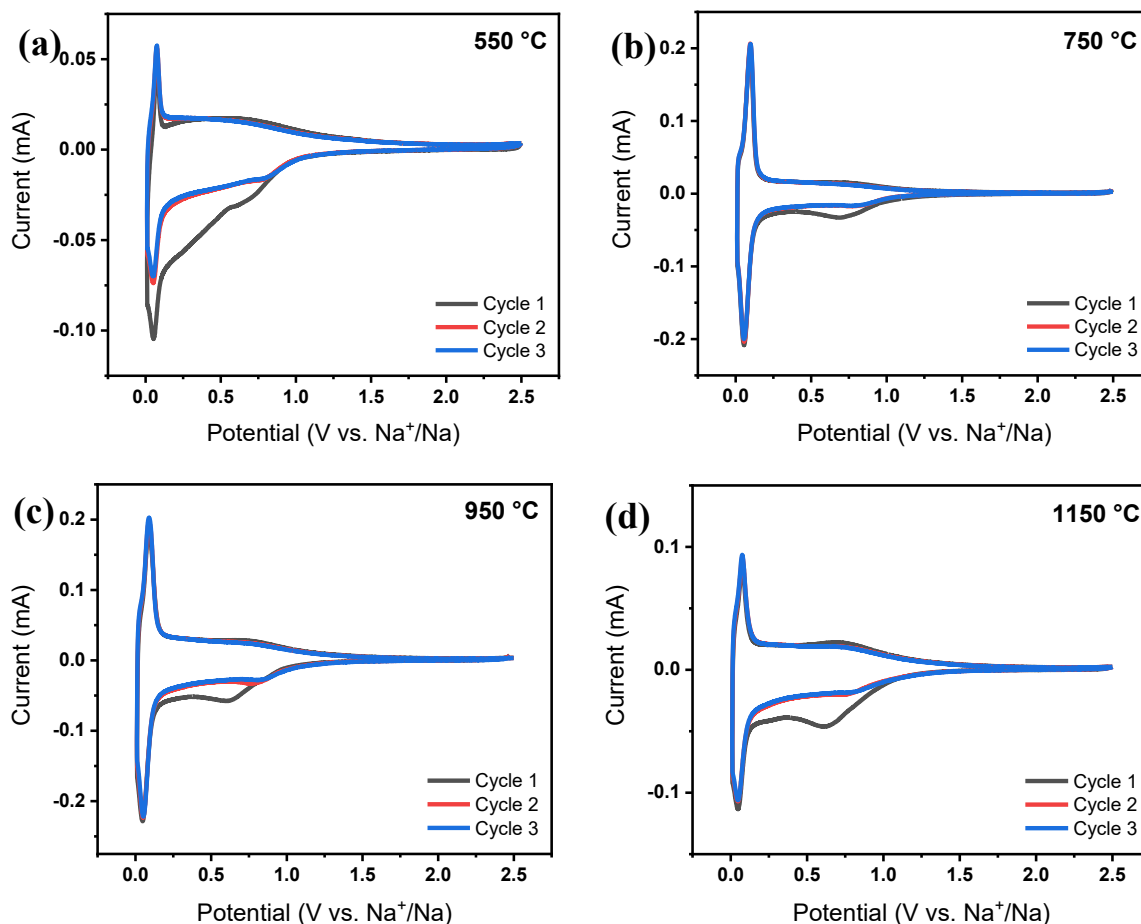 (a)
550 °C
0.05
0.00
-0.05
-0.10
Current (mA)
Cycle 1
Cycle 2
Cycle 3
0.0 0.5 1.0 1.5 2.0 2.5
Potential (V vs. Na⁺/Na)
(b)
750 °C
0.2
0.1
0.0
-0.1
-0.2
Current (mA)
Cycle 1
Cycle 2
Cycle 3
0.0 0.5 1.0 1.5 2.0 2.5
Potential (V vs. Na⁺/Na)
(c)
950 °C
0.2
0.1
0.0
-0.1
-0.2
Current (mA)
Cycle 1
Cycle 2
Cycle 3
0.0 0.5 1.0 1.5 2.0 2.5
Potential (V vs. Na⁺/Na)
(d)
1150 °C
0.1
0.0
-0.1
Current (mA)
Cycle 1
Cycle 2
Cycle 3
0.0 0.5 1.0 1.5 2.0 2.5
Potential (V vs. Na⁺/Na)